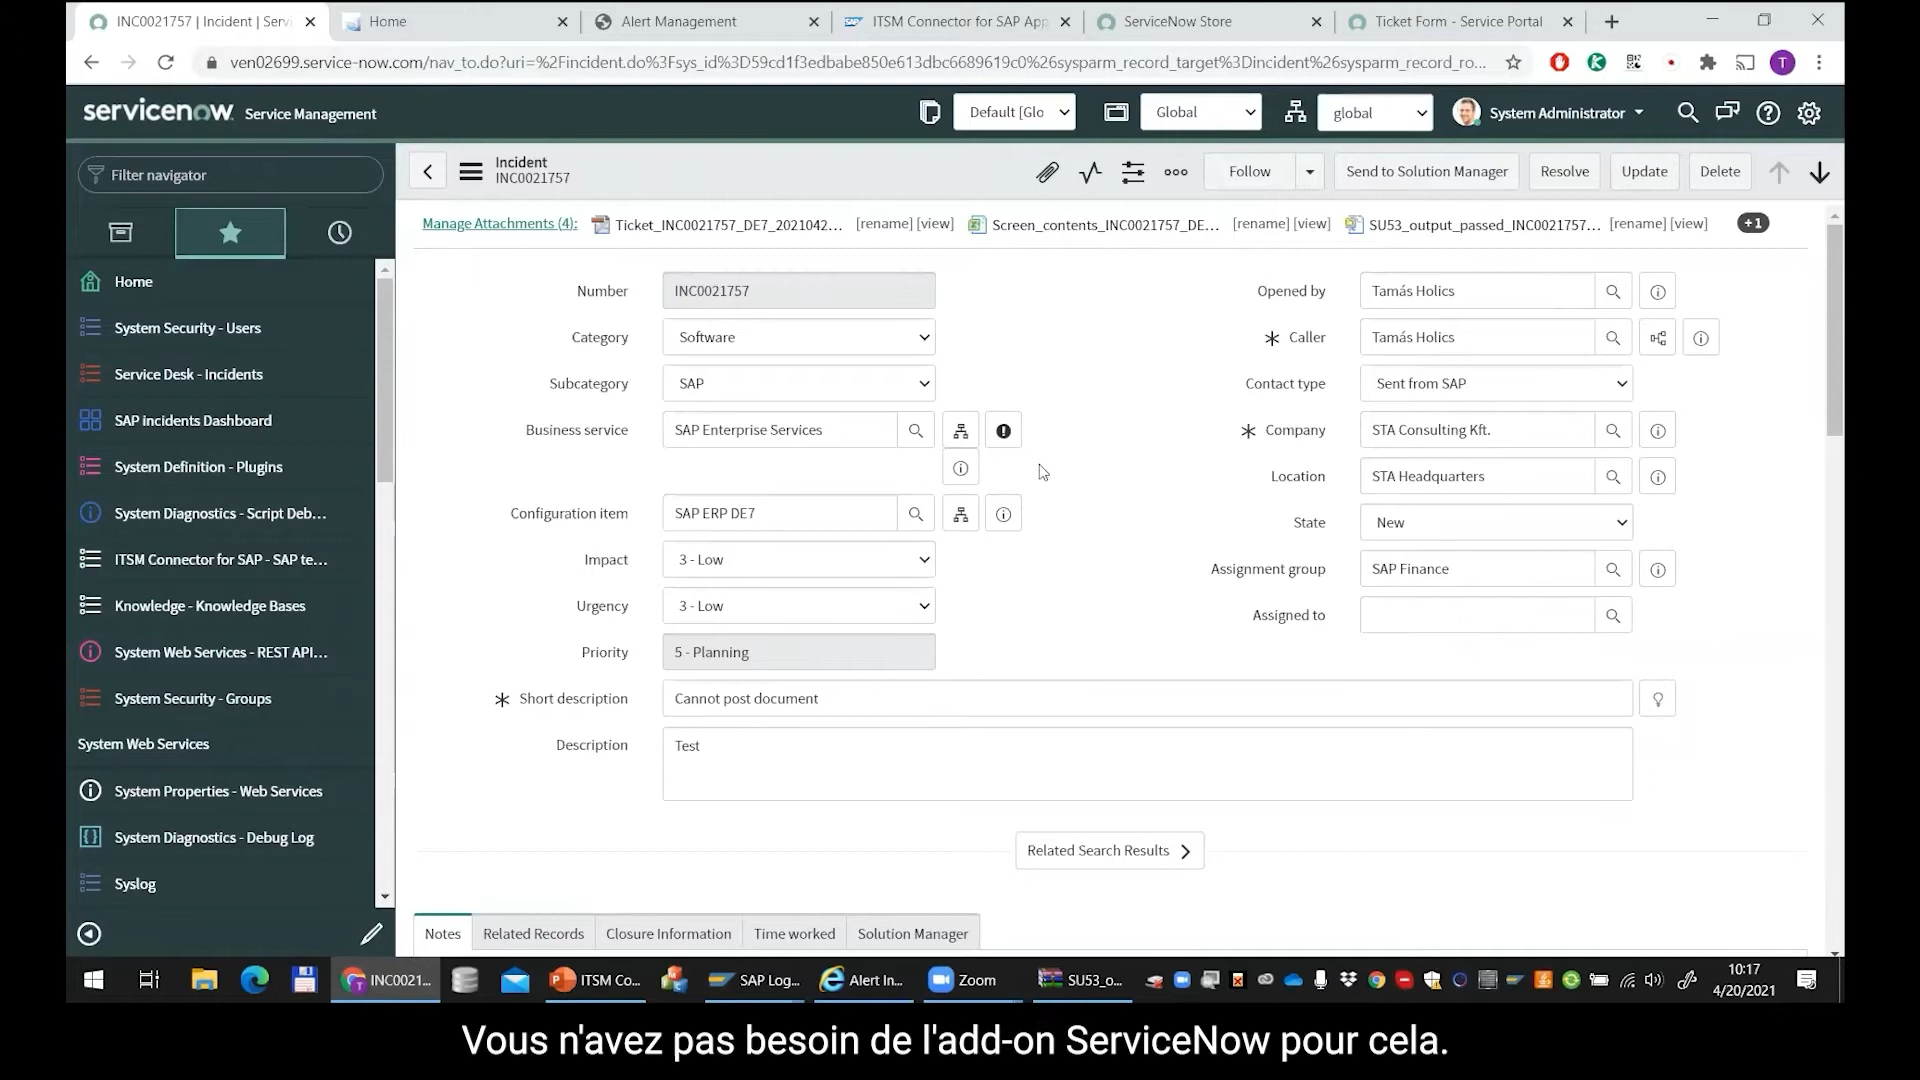 INC0021757 | Incident | Servi
Home
Alert Management
ITSM Connector for SAP App
ServiceNow Store
Ticket Form - Service Portal
ven02699.service-now.com/nav_to.do?uri=%2Fincident.do%3Fsys_id%3D59cd1f3edbabe850e613dbc6689619c0%26sysparm_record_target%3Dincident%26sysparm_record_ro...
T
servicenow Service Management
Default [Glo
Global
global
System Administrator
Filter navigator
Incident
INC0021757
Follow
Send to Solution Manager
Resolve
Update
Delete
Manage Attachments (4):
Ticket_INC0021757_DE7_2021042...
[rename] [view]
Screen_contents_INC0021757_DE...
[rename] [view]
SU53_output_passed_INC0021757...
[rename] [view]
+1
Home
System Security - Users
Service Desk - Incidents
SAP incidents Dashboard
System Definition - Plugins
System Diagnostics - Script Deb...
ITSM Connector for SAP - SAP te...
Knowledge - Knowledge Bases
System Web Services - REST API...
System Security - Groups
System Web Services
System Properties - Web Services
System Diagnostics - Debug Log
Syslog
Number
INC0021757
Category
Software
Subcategory
SAP
Business service
SAP Enterprise Services
Configuration item
SAP ERP DE7
Impact
3 - Low
Urgency
3 - Low
Priority
5 - Planning
Opened by
Tamás Holics
Caller
Tamás Holics
Contact type
Sent from SAP
Company
STA Consulting Kft.
Location
STA Headquarters
State
New
Assignment group
SAP Finance
Assigned to
Short description
Cannot post document
Description
Test
Related Search Results
Notes
Related Records
Closure Information
Time worked
Solution Manager
INC0021...
ITSM Co...
SAP Log...
Alert In...
Zoom
SU53_o...
10:17
4/20/2021
Vous n'avez pas besoin de l'add-on ServiceNow pour cela.